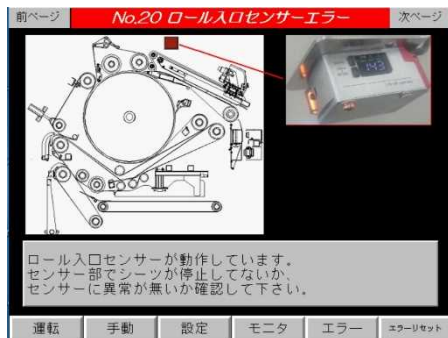 前ページ
No.20 ロール入口センサーエラー
次ページ
143
ロール入口センサーが動作しています。
センサー部でシーツが停止してないか、
センサーに異常が無いか確認して下さい。
運転
手動
設定
モニタ
エラー
エラーリセット